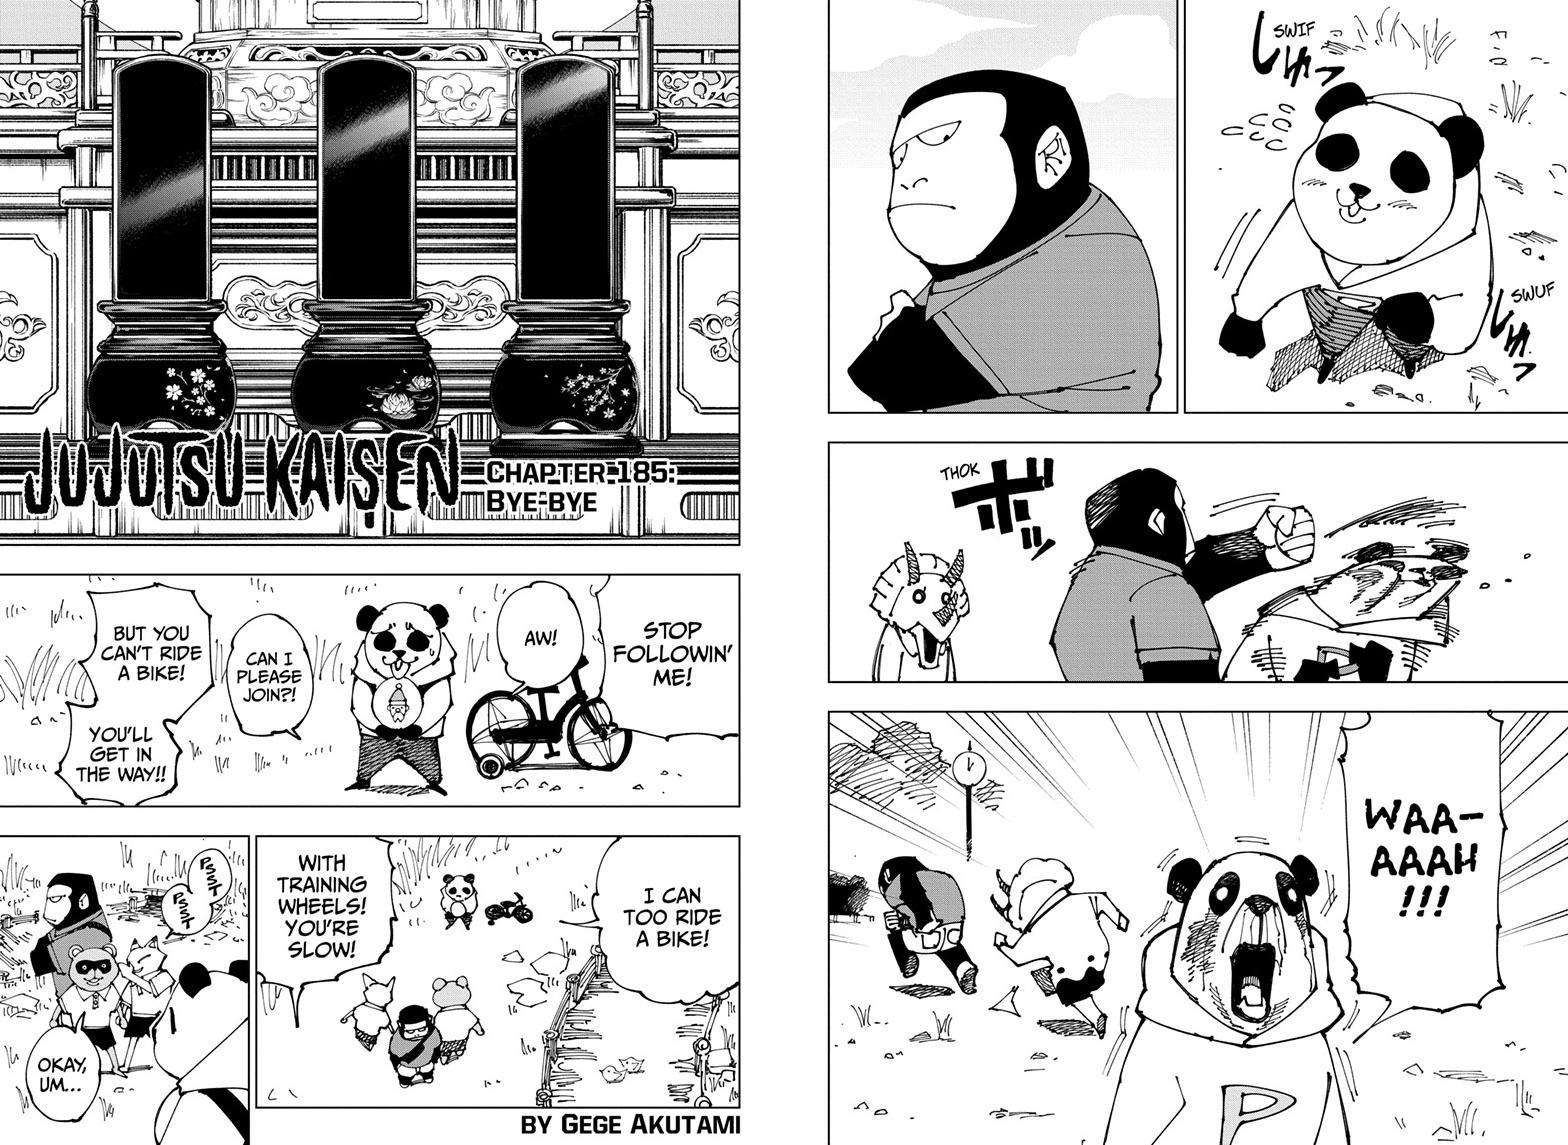 SWIF
SWUF
THOK
ボッ
WAA—
AAAH
!!!
P
JUJUTSU KAISEN
CHAPTER 185:
BYE-BYE
STOP
FOLLOWIN'
ME!
AW!
CAN I
PLEASE
JOIN?!
BUT YOU
CAN'T RIDE
A BIKE!
YOU'LL
GET IN
THE WAY!!
I CAN
TOO RIDE
A BIKE!
WITH
TRAINING
WHEELS!
YOU'RE
SLOW!
PSST
PSST
OKAY,
UM...
BY GEGE AKUTAMI